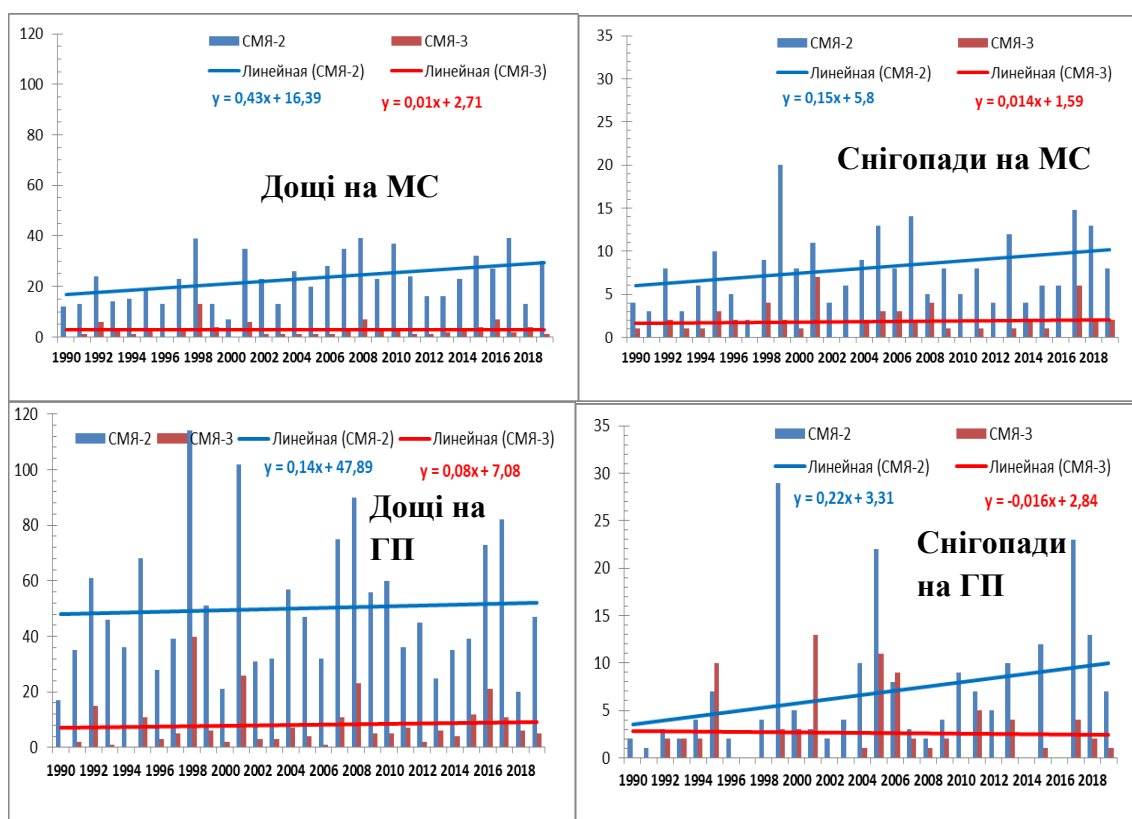 120
100
80
60
40
20
0
СМЯ-2 СМЯ-3
Линейная (СМЯ-2) Линейная (СМЯ-3)
y = 0,43x + 16,39 y = 0,01x + 2,71
Дощі на МС
1990 1992 1994 1996 1998 2000 2002 2004 2006 2008 2010 2012 2014 2016 2018
35
30
25
20
15
10
5
0
СМЯ-2 СМЯ-3
Линейная (СМЯ-2) Линейная (СМЯ-3)
y = 0,15x + 5,8 y = 0,014x + 1,59
Снігопади на МС
1990 1992 1994 1996 1998 2000 2002 2004 2006 2008 2010 2012 2014 2016 2018
120
100
80
60
40
20
0
СМЯ-2 СМЯ-3 Линейная (СМЯ-2) Линейная (СМЯ-3)
y = 0,14x + 47,89 y = 0,08x + 7,08
Дощі на
ГП
1990 1992 1994 1996 1998 2000 2002 2004 2006 2008 2010 2012 2014 2016 2018
35
30
25
20
15
10
5
0
СМЯ-2 СМЯ-3
Линейная (СМЯ-2) Линейная (СМЯ-3)
y = 0,22x + 3,31 y = -0,016x + 2,84
Снігопади
на ГП
1990 1992 1994 1996 1998 2000 2002 2004 2006 2008 2010 2012 2014 2016 2018